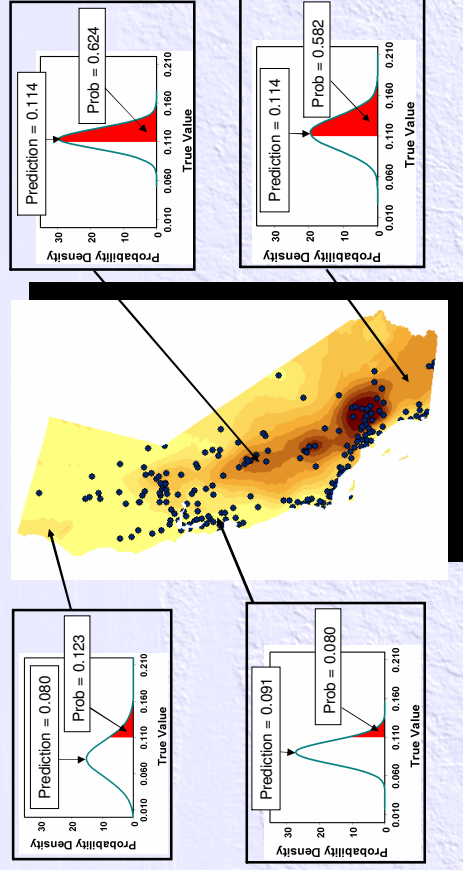 Prediction = 0.080
Prob = 0.123
Probability Density
30
20
10
0
0.010
0.060
0.110
0.160
0.210
True Value
Prediction = 0.114
Prob = 0.624
Probability Density
30
20
10
0
0.010
0.060
0.110
0.160
0.210
True Value
Prediction = 0.091
Prob = 0.080
Probability Density
30
20
10
0
0.010
0.060
0.110
0.160
0.210
True Value
Prediction = 0.114
Prob = 0.582
Probability Density
30
20
10
0
0.010
0.060
0.110
0.160
0.210
True Value